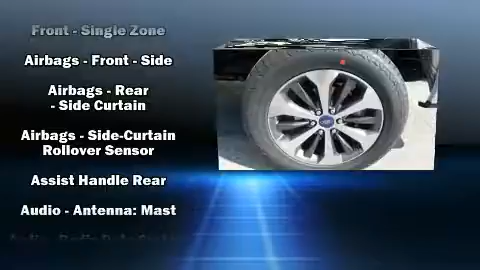 Front - Single Zone
Airbags - Front - Side
Airbags - Rear
- Side Curtain
Airbags - Side-Curtain
Rollover Sensor
Assist Handle Rear
Audio - Antenna: Mast